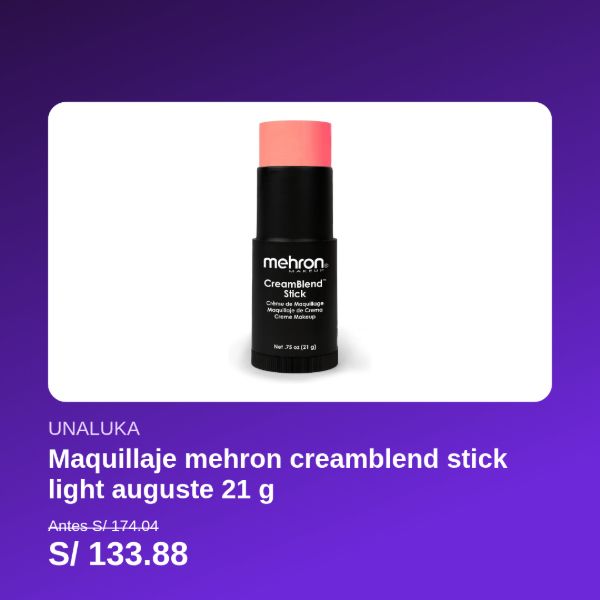 mehron
MAKEUP
CreamBlend™
Stick
Crème de Maquillage
Maquillaje de Crema
Creme Makeup
Net .75 oz (21 g)
UNALUKA
Maquillaje mehron creamblend stick
light auguste 21 g
Antes S/ 174.04
S/ 133.88